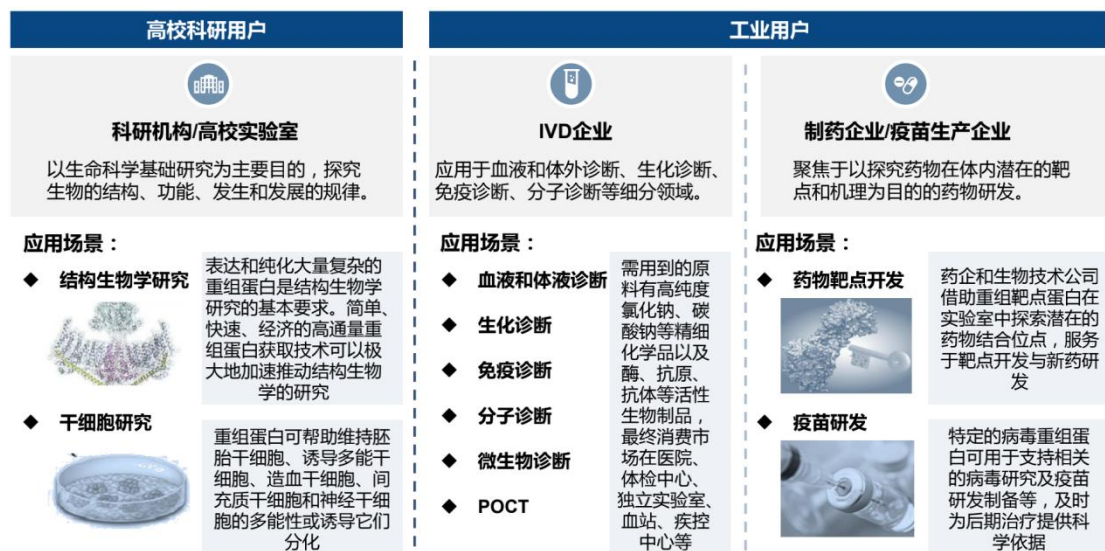 高校科研用户
工业用户
科研机构/高校实验室
以生命科学基础研究为主要目的，探究
生物的结构、功能、发生和发展的规律。
IVD企业
应用于血液和体外诊断、生化诊断、
免疫诊断、分子诊断等细分领域。
制药企业/疫苗生产企业
聚焦于以探究药物在体内潜在的靶
点和机理为目的的药物研发。
应用场景：
◆ 结构生物学研究
表达和纯化大量复杂的
重组蛋白是结构生物学
研究的基本要求。简单、
快速、经济的高通量重
组蛋白获取技术可以极
大地加速推动结构生物
学的研究
◆ 干细胞研究
重组蛋白可帮助维持胚
胎干细胞、诱导多能干
细胞、造血干细胞、间
充质干细胞和神经干细
胞的多能性或诱导它们
分化
应用场景：
◆ 血液和体液诊断
◆ 生化诊断
◆ 免疫诊断
◆ 分子诊断
◆ 微生物诊断
◆ POCT
需用到的原
料有高纯度
氯化钠、碳
酸钠等精细
化学品以及
酶、抗原、
抗体等活性
生物制品，
最终消费市
场在医院、
体检中心、
独立实验室、
血站、疾控
中心等
应用场景：
◆ 药物靶点开发
药企和生物技术公司
借助重组靶点蛋白在
实验室中探索潜在的
药物结合位点，服务
于靶点开发与新药研
发
◆ 疫苗研发
特定的病毒重组蛋
白可用于支持相关
的病毒研究及疫苗
研发制备等，及时
为后期治疗提供科
学依据